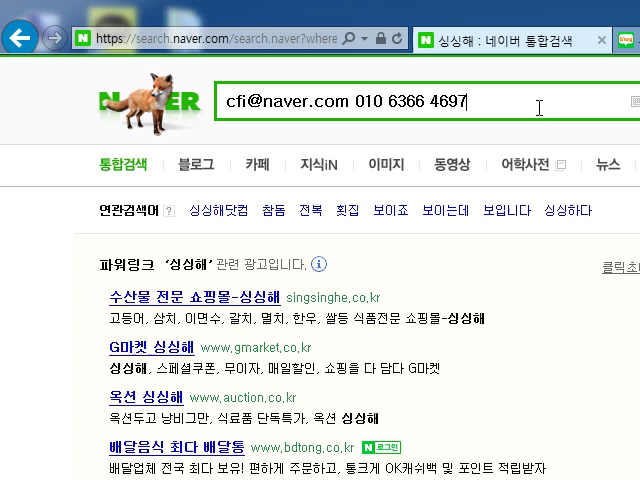 https://search.naver.com/search.naver?where
싱싱해 : 네이버 통합검색
blog
NAVER
cfi@naver.com 010 6366 4697
통합검색 블로그 카페 지식iN 이미지 동영상 어학사전 뉴스
연관검색어 ? 싱싱해닷컴 참돔 전복 횟집 보이죠 보이는데 보입니다 싱싱하다
파워링크 '싱싱해' 관련 광고입니다. i
클릭초
수산물 전문 쇼핑몰-싱싱해 singsinghe.co.kr
고등어, 삼치, 이면수, 갈치, 멸치, 한우, 쌀등 식품전문 쇼핑몰-싱싱해
G마켓 싱싱해 www.gmarket.co.kr
싱싱해, 스페셜쿠폰, 무이자, 매일할인, 쇼핑을 다 담다 G마켓
옥션 싱싱해 www.auction.co.kr
옥션두고 낭비그만, 식료품 단독특가, 옥션 싱싱해
배달음식 최다 배달통 www.bdtong.co.kr N 로그인
배달업체 전국 최다 보유! 편하게 주문하고, 통크게 OK캐쉬백 및 포인트 적립받자